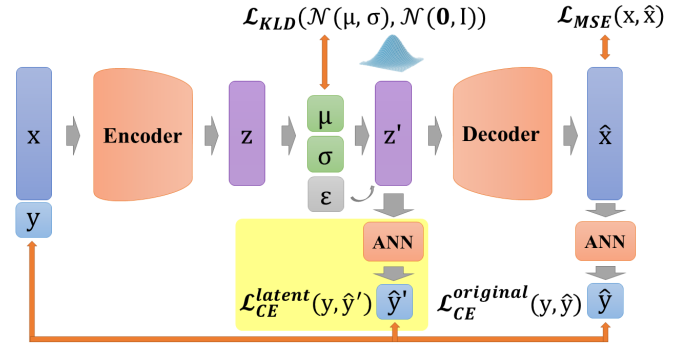 𝓛_KLD(𝒩(μ, σ), 𝒩(𝟎, I))
𝓛_MSE(x, x̂)
x
Encoder
z
μ
σ
ε
z'
Decoder
x̂
y
ANN
ANN
𝓛_CE^latent(y, ŷ′)
ŷ'
𝓛_CE^original(y, ŷ)
ŷ